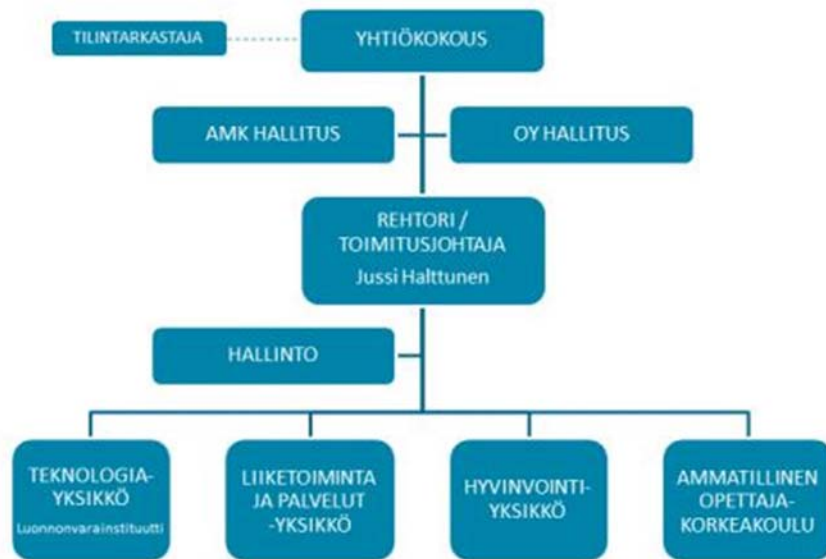 TILINTARKASTAJA
YHTIÖKOKOUS
AMK HALLITUS
OY HALLITUS
REHTORI /
TOIMITUSJOHTAJA
Jussi Halttunen
HALLINTO
TEKNOLOGIA-
YKSIKKÖ
Luonnonvarainstituutti
LIIKETOIMINTA
JA PALVELUT
-YKSIKKÖ
HYVINVOINTI-
YKSIKKÖ
AMMATILLINEN
OPETTAJA-
KORKEAKOULU